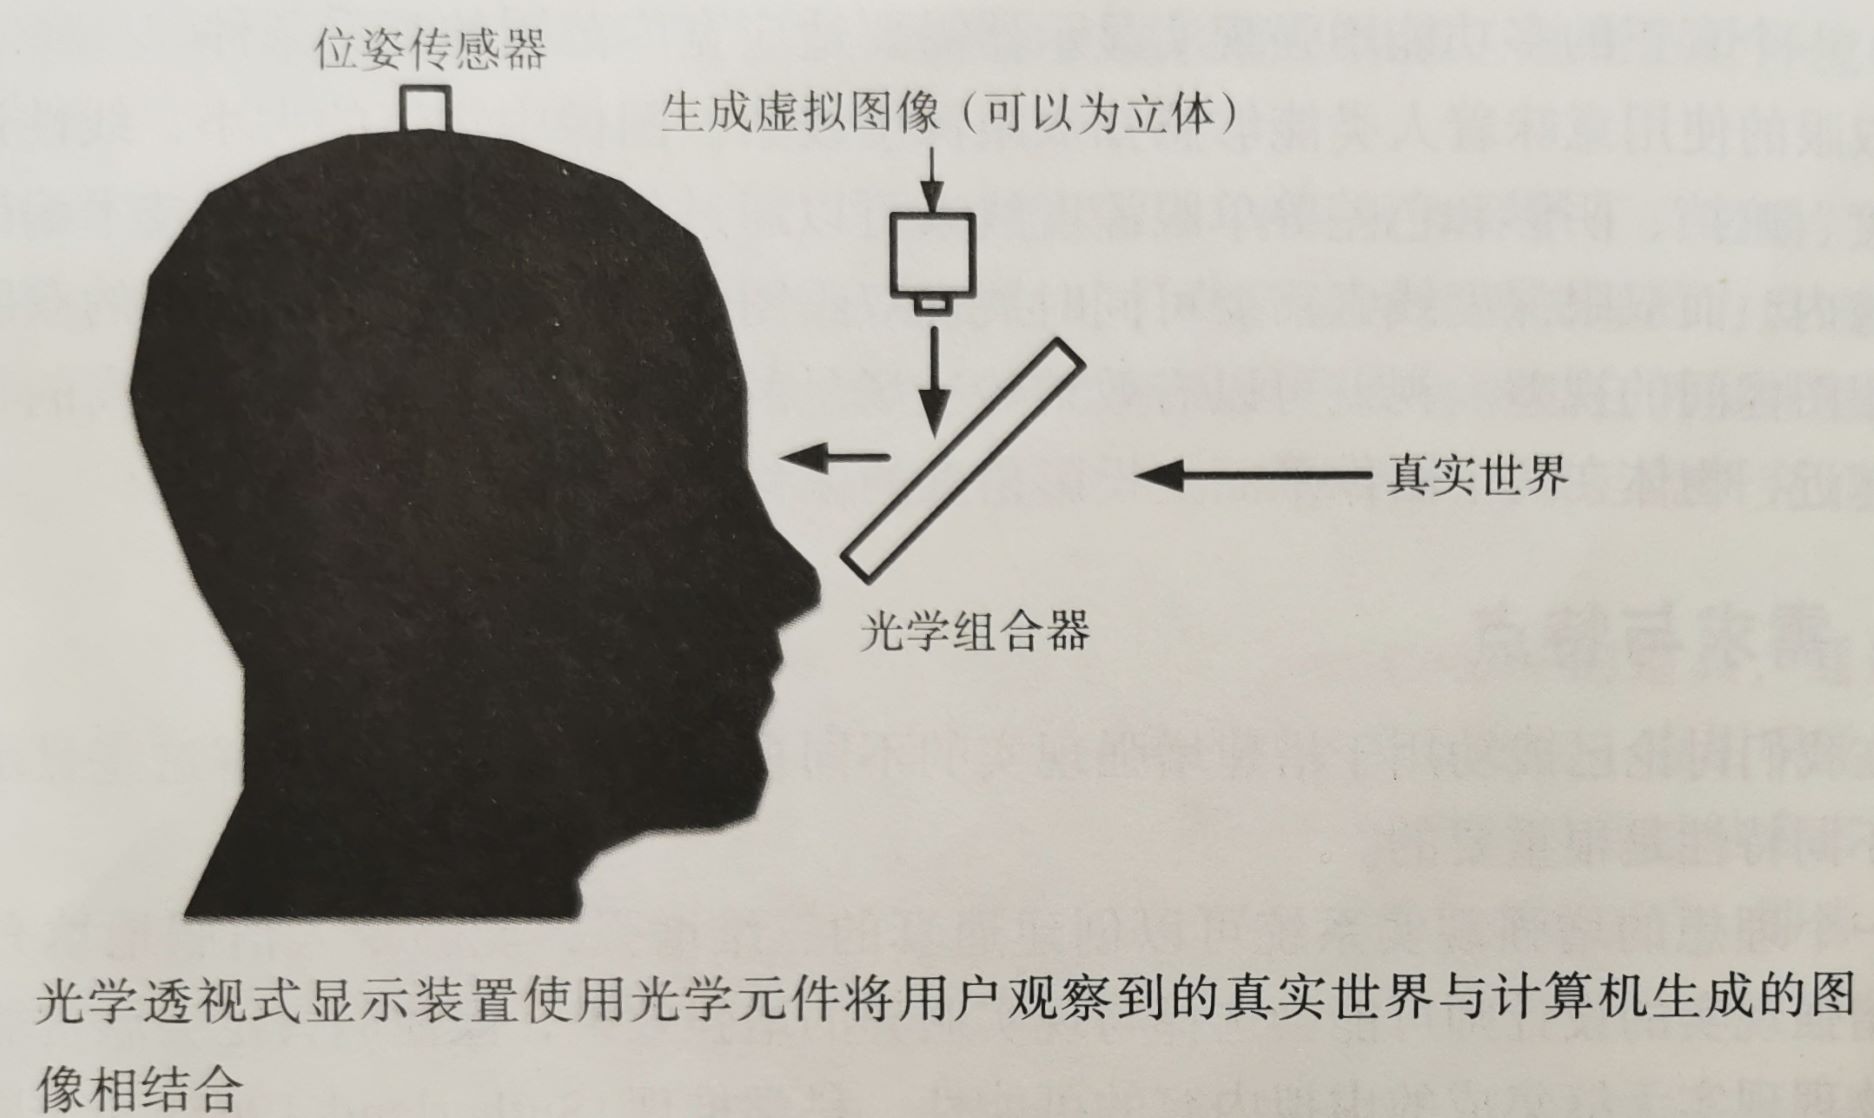 位姿传感器
生成虚拟图像（可以为立体）
真实世界
光学组合器
光学透视式显示装置使用光学元件将用户观察到的真实世界与计算机生成的图
像相结合